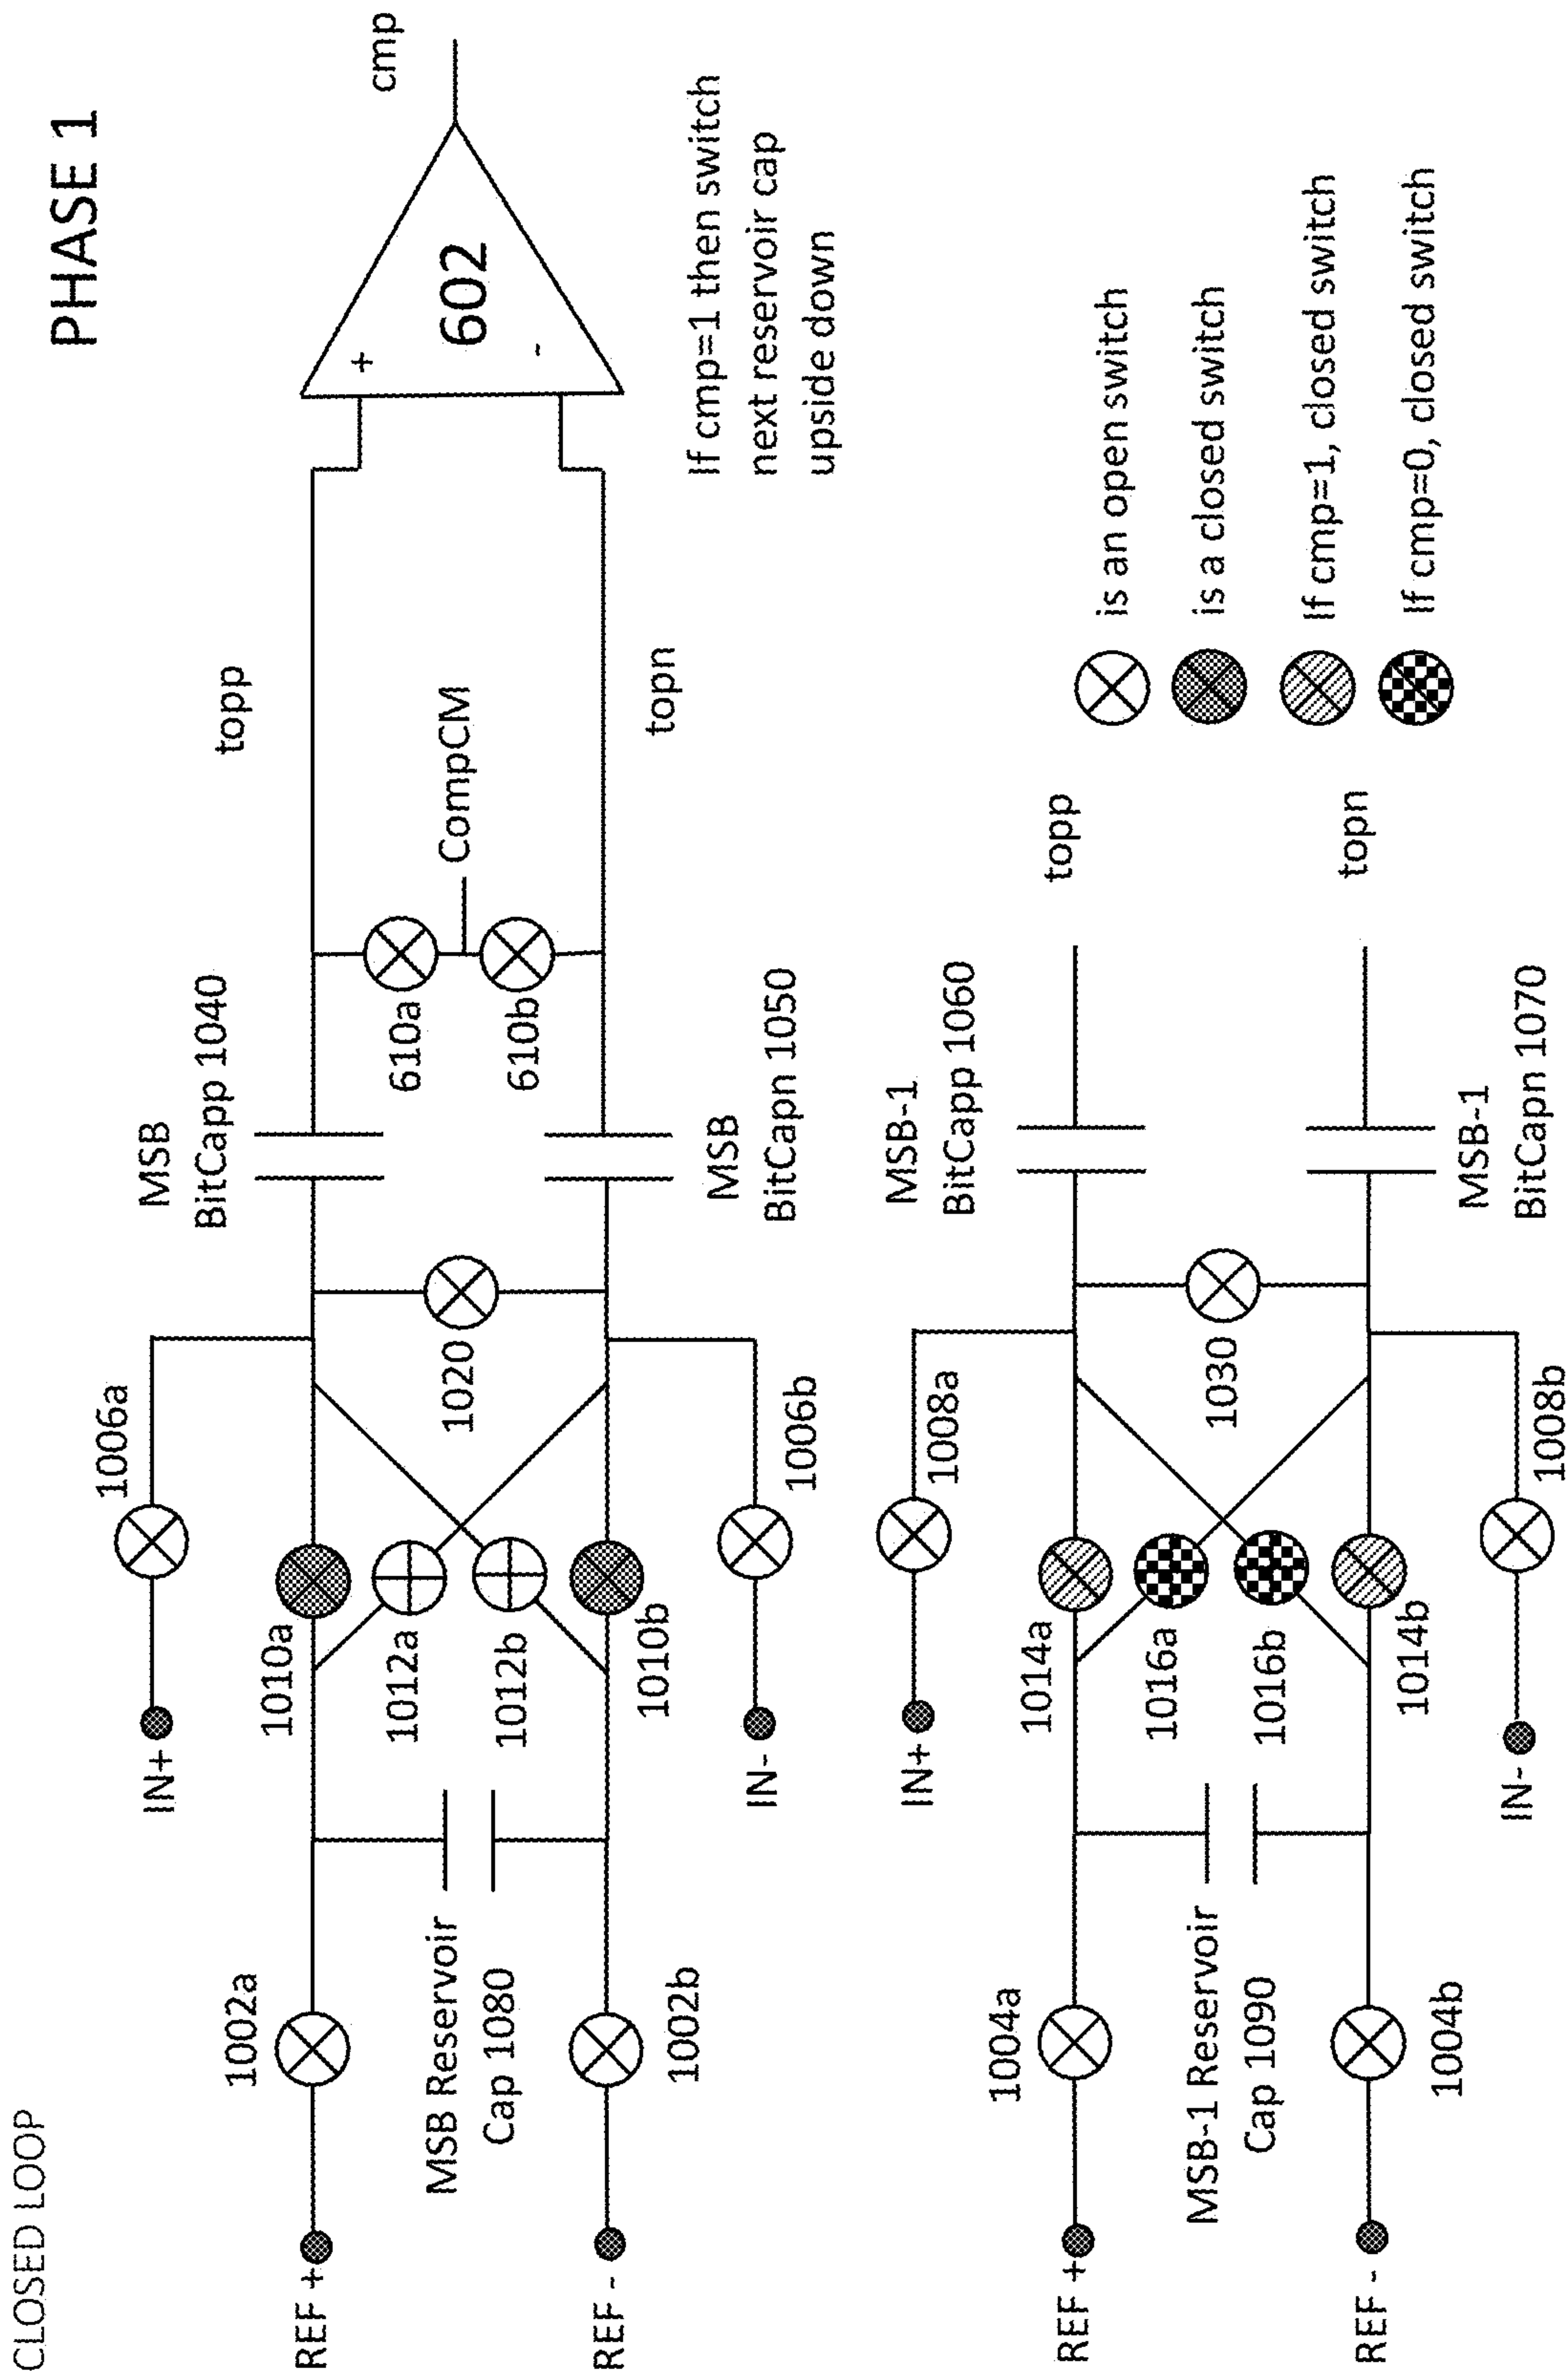 CLOSED LOOP
PHASE 1
1006a
IN+
MSB
BitCapp 1040
topp
cmp
1002a
1010a
REF +
1012a
610a
+
MSB Reservoir
Cap 1080
1020
CompCM
602
1012b
610b
-
REF -
1002b
1010b
topn
MSB
BitCapn 1050
IN-
1006b
If cmp=1 then switch
next reservoir cap
upside down
IN+
1008a
MSB-1
BitCapp 1060
1004a
1014a
topp
REF +
1016a
MSB-1 Reservoir
Cap 1090
1030
1016b
topn
REF -
1004b
1014b
MSB-1
BitCapn 1070
IN-
1008b
is an open switch
is a closed switch
If cmp=1, closed switch
If cmp=0, closed switch